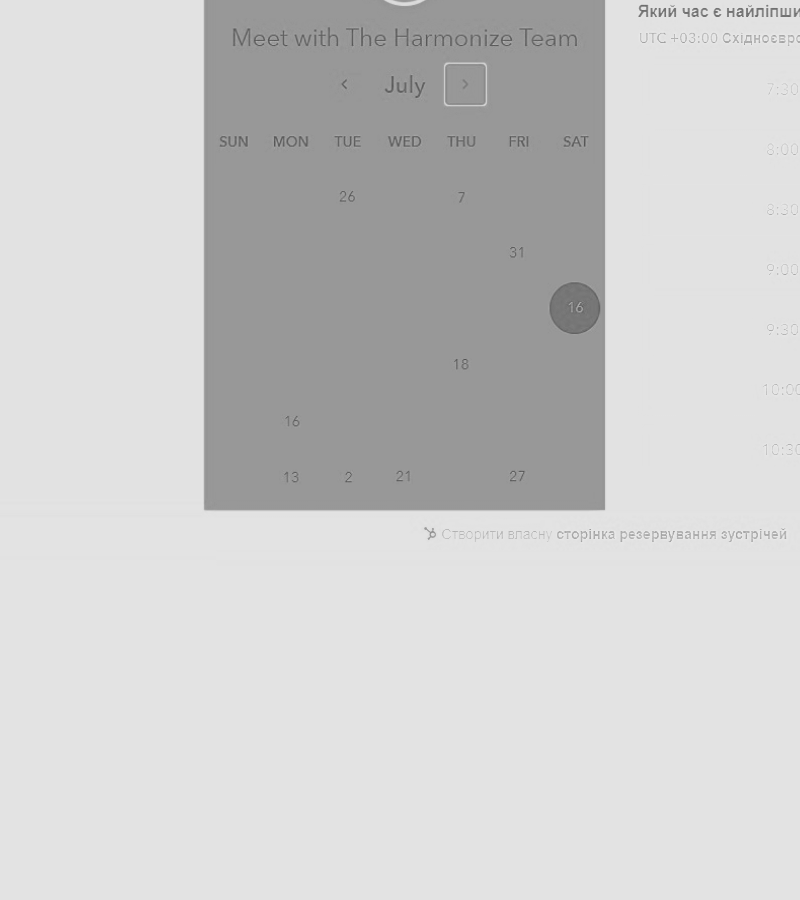 Meet with The Harmonize Team
July
SUN MON TUE WED THU FRI SAT
26 7
31
16
18
16
13 2 21 27
Який час є
UTC +03:00
7:30
8:00
8:30
9:00
9:30
10:00
10:30
Створити власну сторінка резервування зустрічей